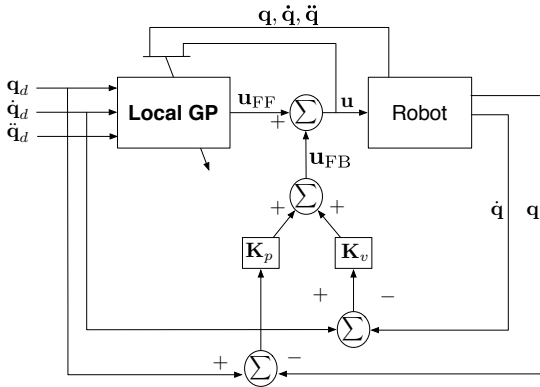 q, q̇, q̈
q_d
q̇_d
q̈_d
Local GP
u_FF
+
Σ
u
Robot
u_FB
+
Σ
+
q̇
q
K_p
K_v
+
−
Σ
+
Σ
−